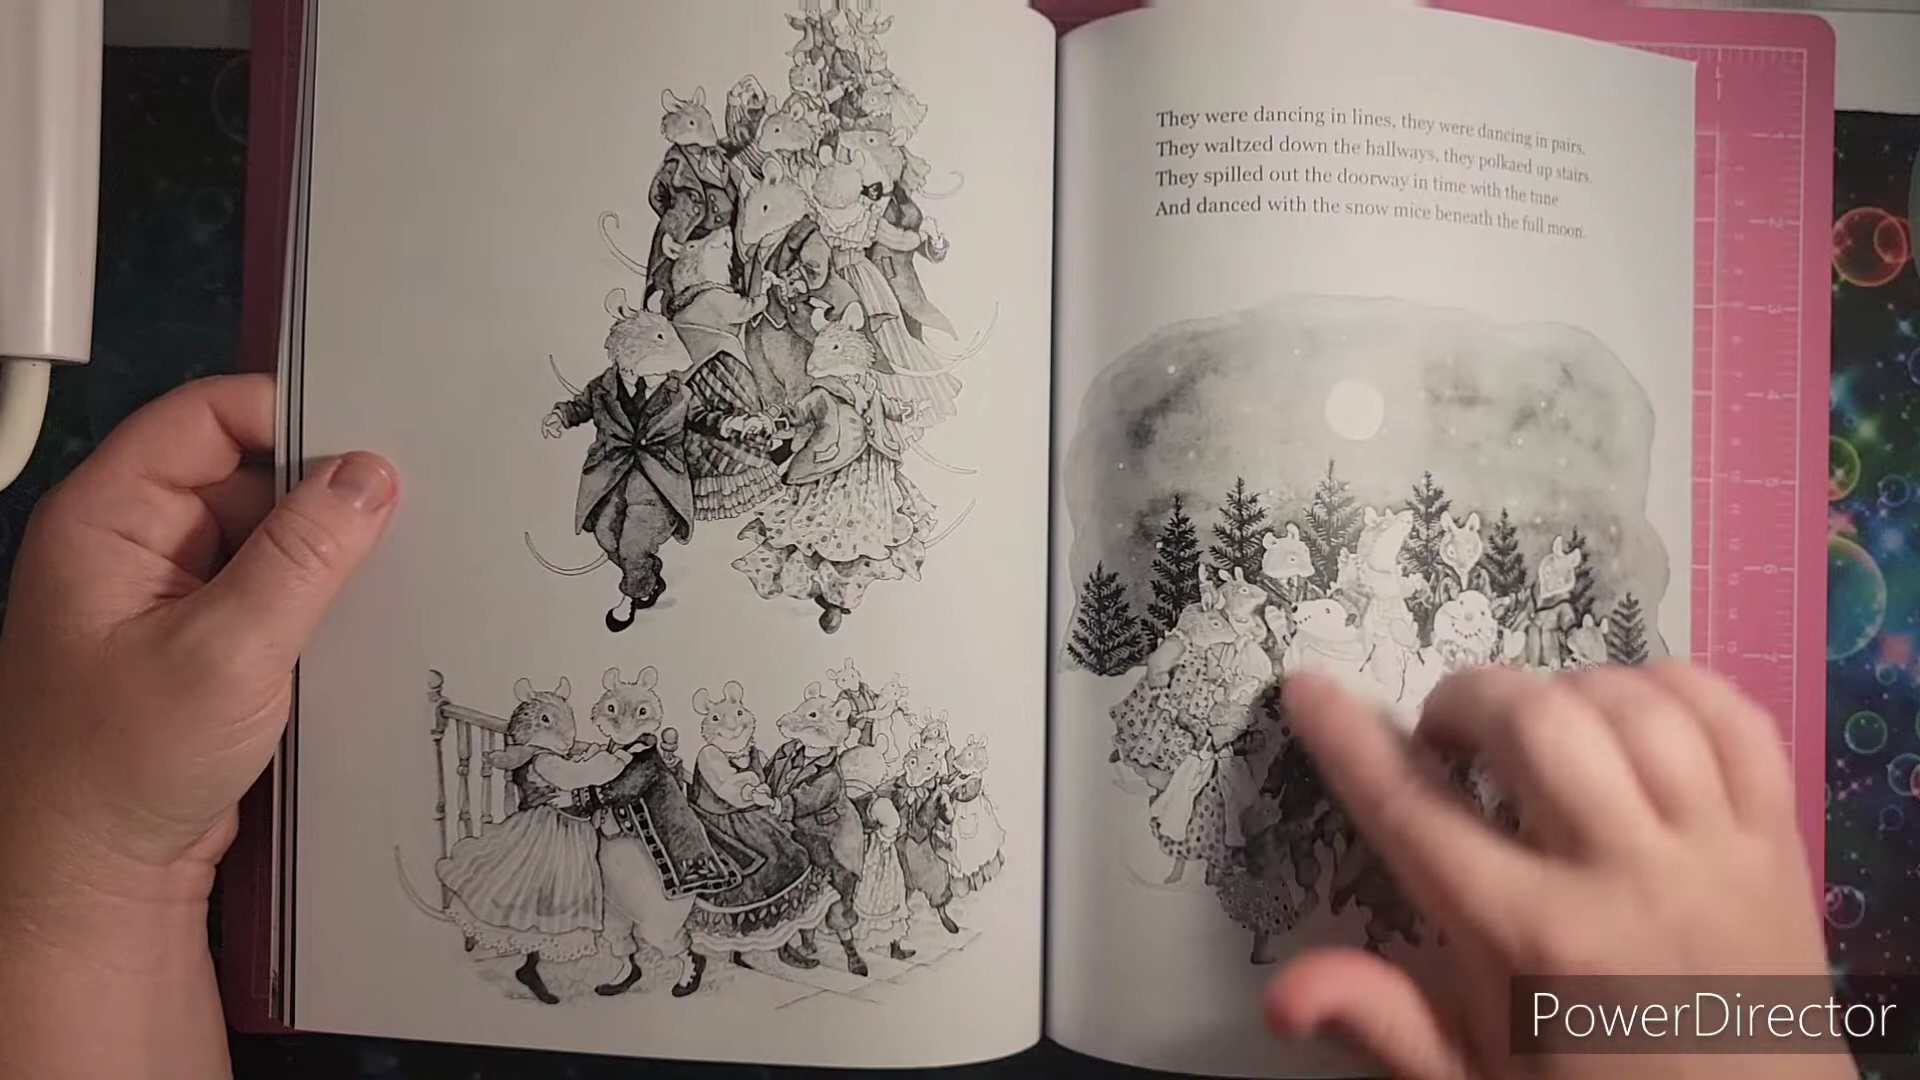 They were dancing in lines, they were dancing in pairs.
They waltzed down the hallways, they polkaed up stairs.
They spilled out the doorway in time with the tune
And danced with the snow mice beneath the full moon.
PowerDirector